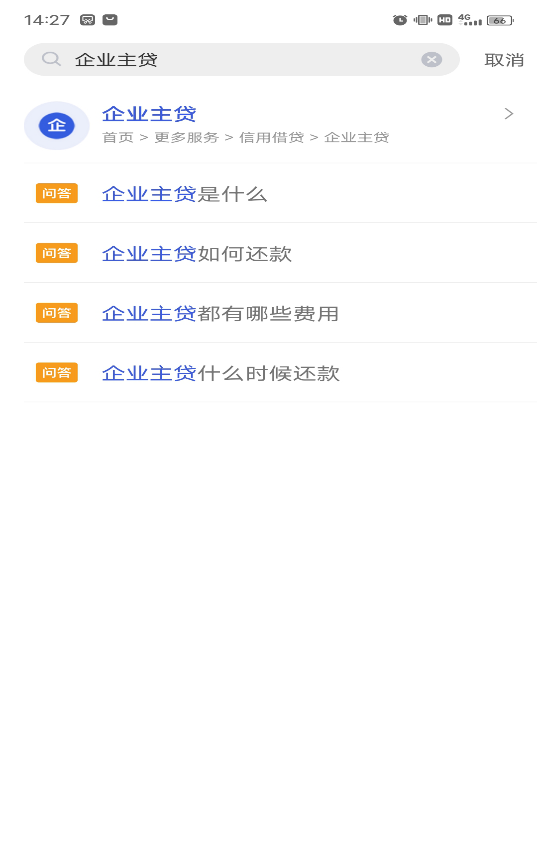 14:27 HD 4G 66
企业主贷 取消
企 企业主贷
首页 > 更多服务 > 信用借贷 > 企业主贷
问答 企业主贷是什么
问答 企业主贷如何还款
问答 企业主贷都有哪些费用
问答 企业主贷什么时候还款